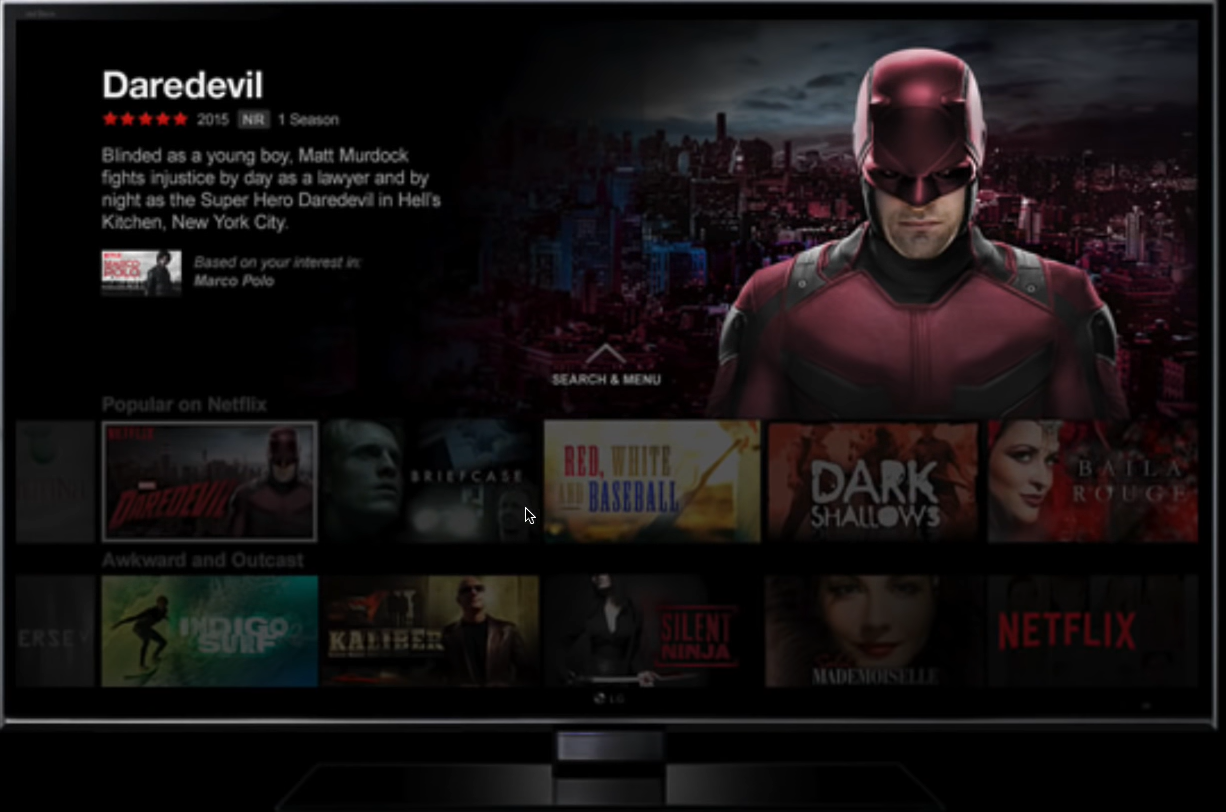 Daredevil
2015 NR 1 Season
Blinded as a young boy, Matt Murdock
fights injustice by day as a lawyer and by
night as the Super Hero Daredevil in Hell's
Kitchen, New York City.
MARCO
POLO
Based on your interest in:
Marco Polo
SEARCH & MENU
Popular on Netflix
NETFLIX
MARVEL
DAREDEVIL
BRIEFCASE
RED, WHITE
AND BASEBALL
DARK
SHALLOWS
BAILA
ROUGE
Awkward and Outcast
ERSEY
INDIGO
SURF
KALIBER
SILENT
NINJA
MADEMOISELLE
NETFLIX
LG